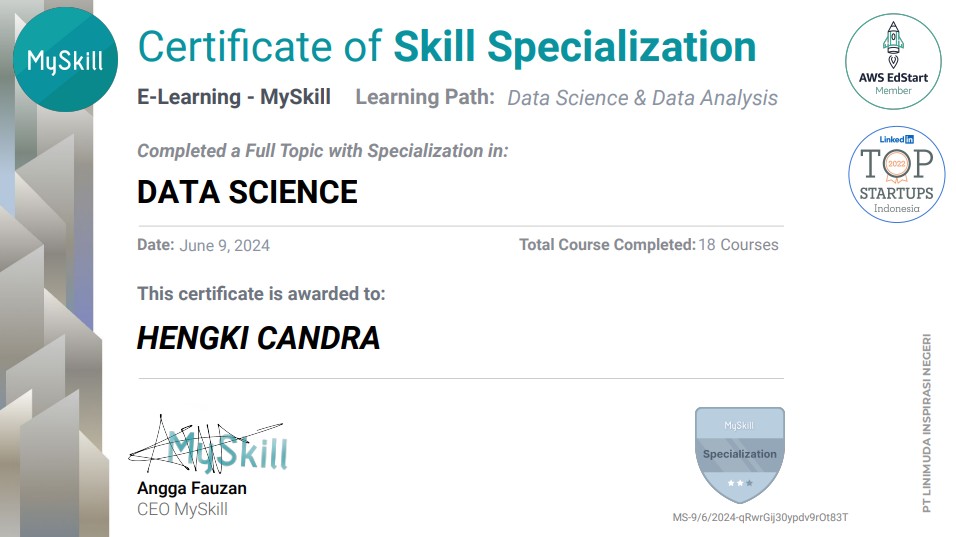 MySkill
Certificate of Skill Specialization
E-Learning - MySkill Learning Path: Data Science & Data Analysis
Completed a Full Topic with Specialization in:
DATA SCIENCE
Date: June 9, 2024 Total Course Completed: 18 Courses
This certificate is awarded to:
HENGKI CANDRA
MySkill
Angga Fauzan
CEO MySkill
AWS EdStart
Member
Linked in
TOP
2022
STARTUPS
Indonesia
MySkill
Specialization
MS-9/6/2024-qRwrGij30ypdv9rOt83T
PT LINIMUDA INSPIRASI NEGERI